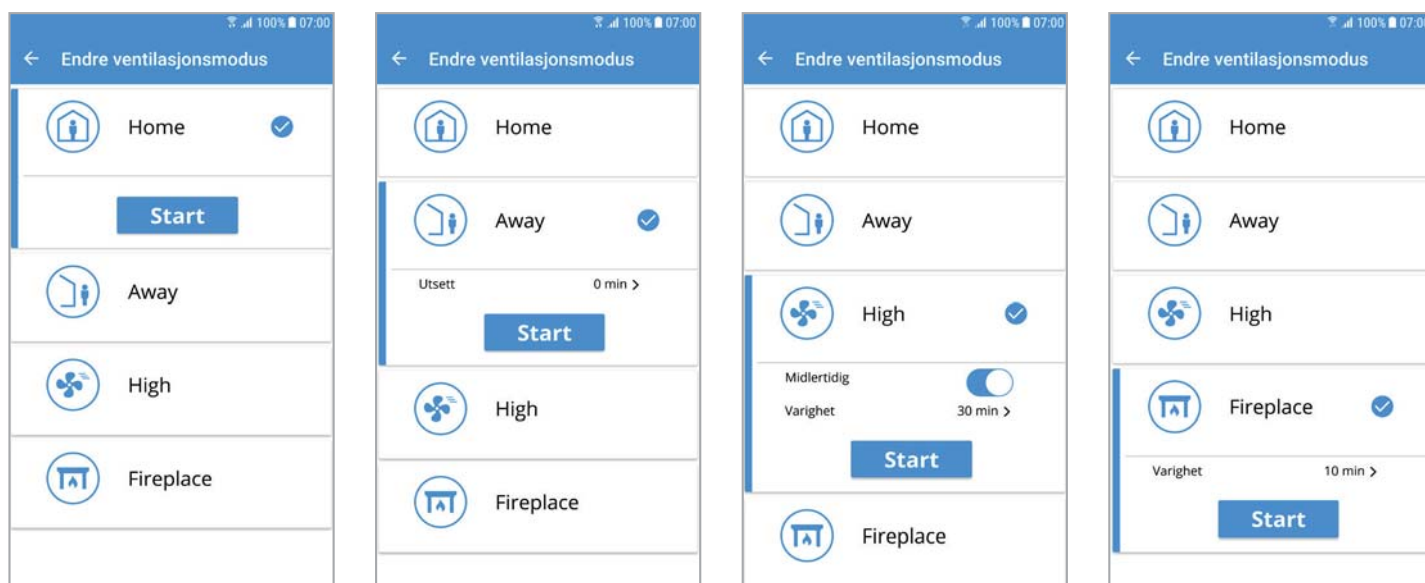 100% 07:00
Endre ventilasjonsmodus
Home
Start
Away
High
Fireplace
100% 07:00
Endre ventilasjonsmodus
Home
Away
Utsett 0 min >
Start
High
Fireplace
100% 07:00
Endre ventilasjonsmodus
Home
Away
High
Midlertidig
Varighet 30 min >
Start
Fireplace
100% 07:00
Endre ventilasjonsmodus
Home
Away
High
Fireplace
Varighet 10 min >
Start